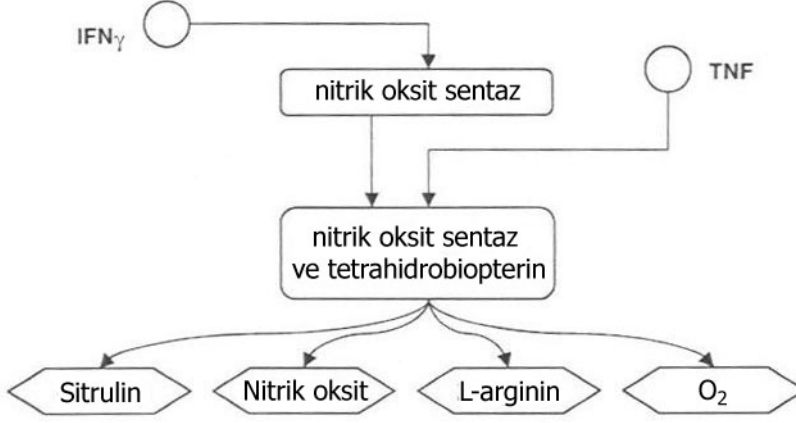 IFNγ
TNF
nitrik oksit sentaz
nitrik oksit sentaz
ve tetrahidrobiopterin
Sitrulin
Nitrik oksit
L-arginin
O₂